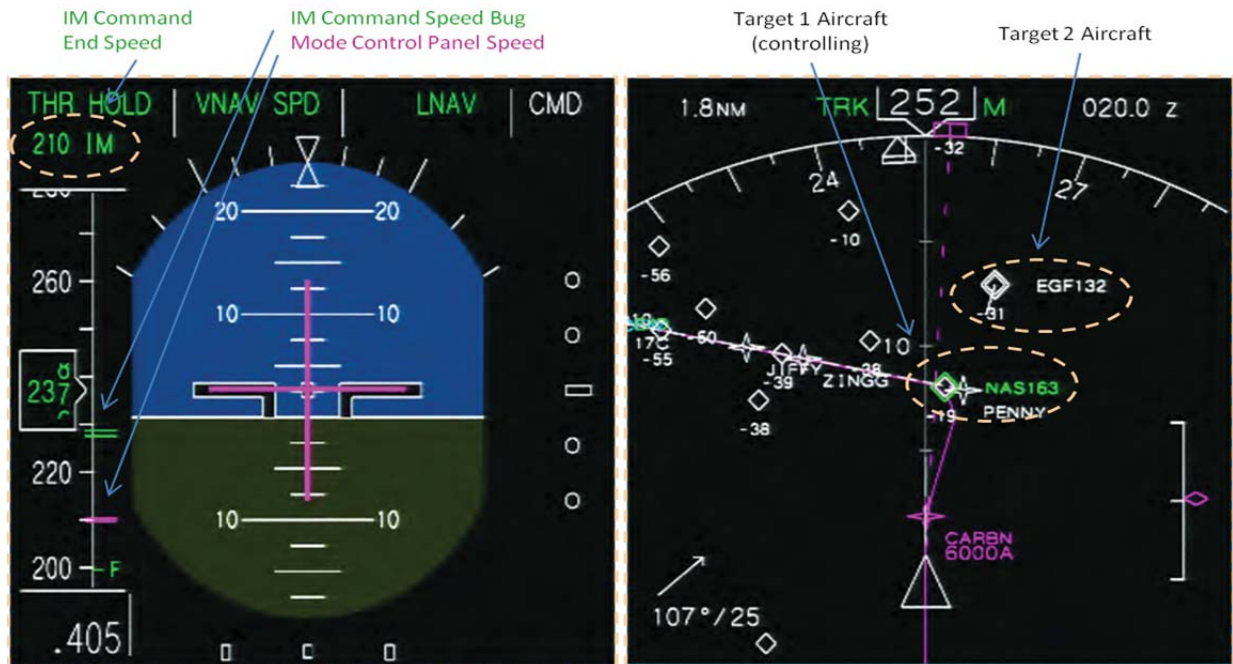 IM Command
End Speed
IM Command Speed Bug
Mode Control Panel Speed
Target 1 Aircraft
(controlling)
Target 2 Aircraft
THR HOLD VNAV SPD LNAV CMD
210 IM
20 20
260
10 10
237
220
10 10
200 F
.405
1.8NM TRK 252 M 020.0 Z
-32
24 27
-10
-56
EGF132
-31
-60
17C
-55
10
-38
JIFFY
-39
ZINGG
NAS163
-19
PENNY
-38
CARBN
6000A
107°/25